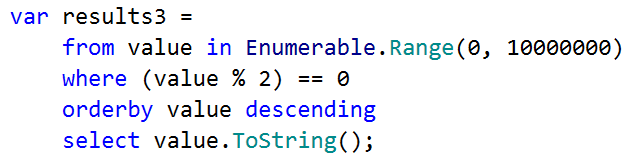 var results3 =
from value in Enumerable.Range(0, 10000000)
where (value % 2) == 0
orderby value descending
select value.ToString();